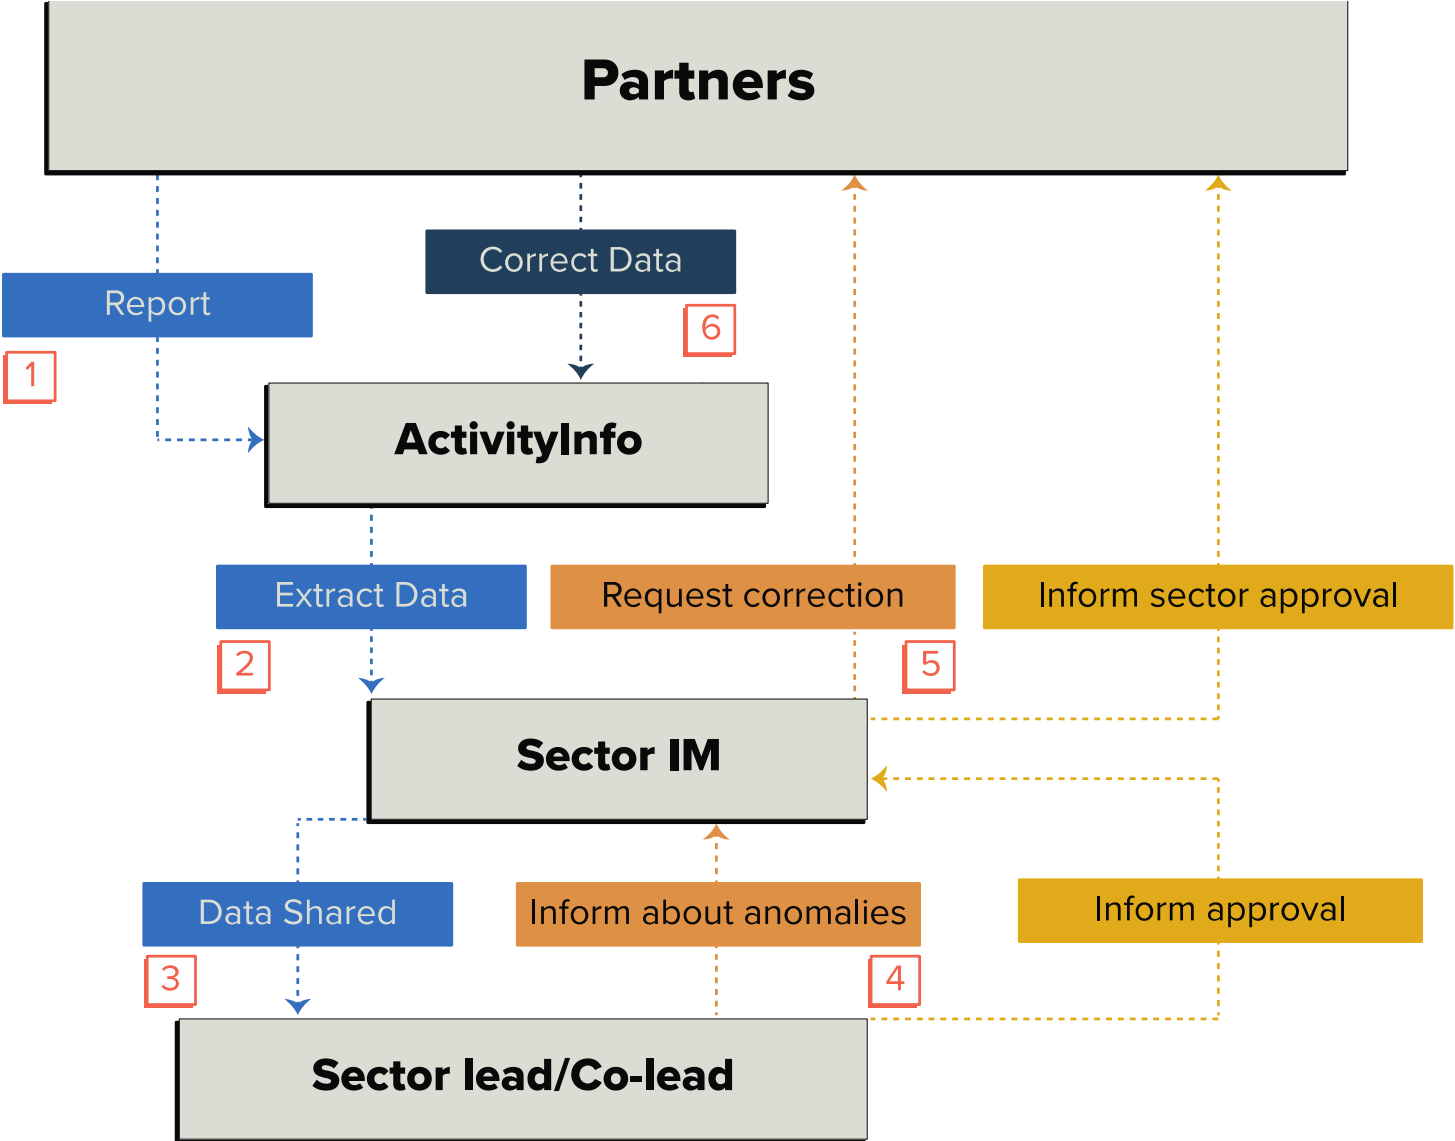 Partners
Correct Data
Report
6
1
ActivityInfo
Extract Data
Request correction
Inform sector approval
2
5
Sector IM
Data Shared
Inform about anomalies
Inform approval
3
4
Sector lead/Co-lead